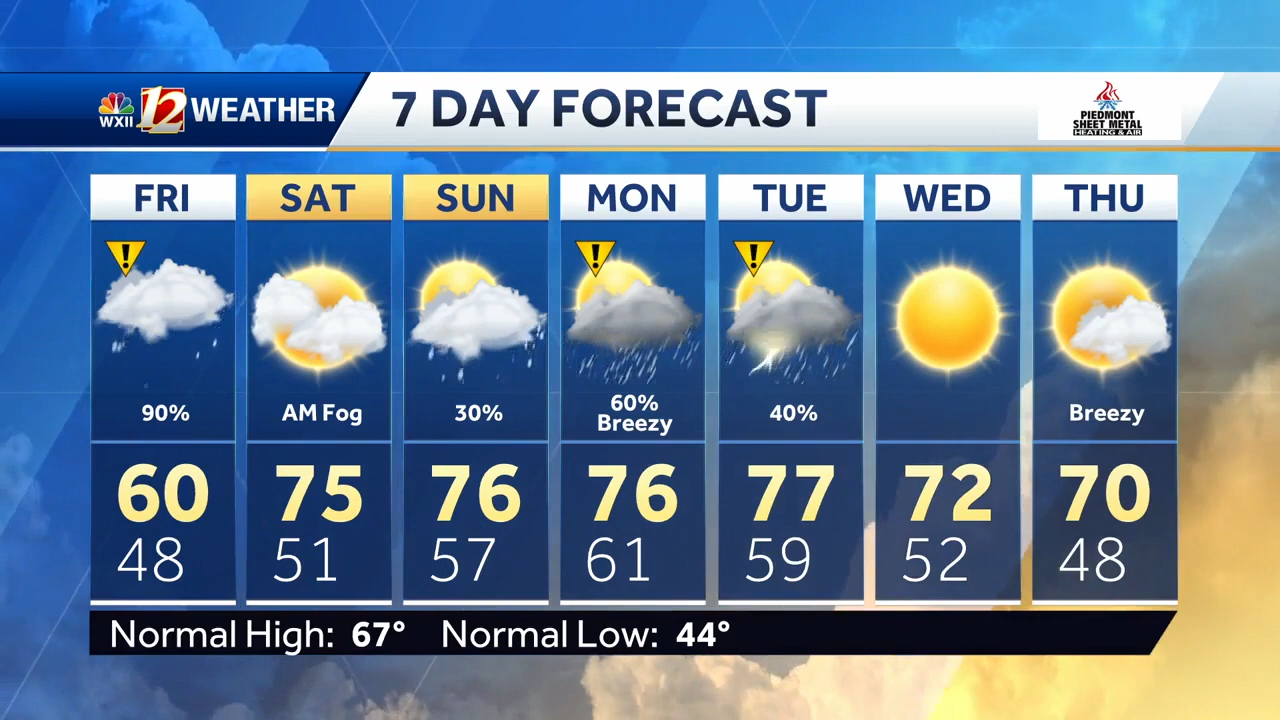 WXII 12 WEATHER
7 DAY FORECAST
PIEDMONT
SHEET METAL
HEATING & AIR
FRI
SAT
SUN
MON
TUE
WED
THU
!
!
!
90%
AM Fog
30%
60%
Breezy
40%
Breezy
60
75
76
76
77
72
70
48
51
57
61
59
52
48
Normal High: 67° Normal Low: 44°